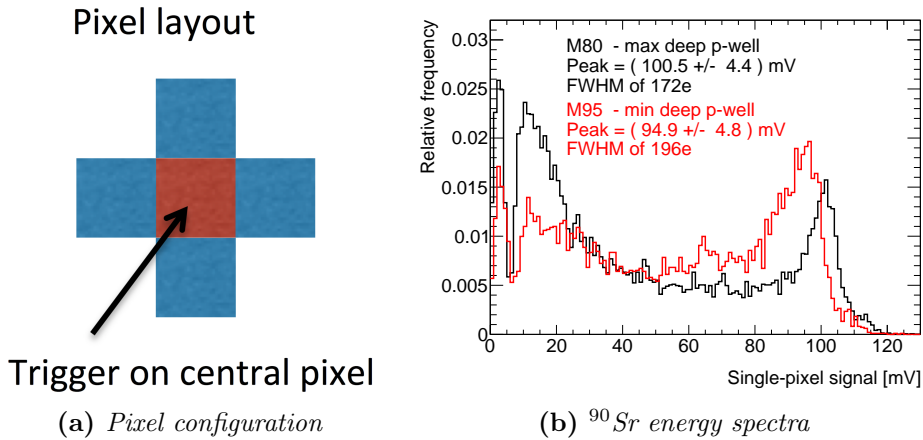 Pixel layout
Trigger on central pixel
(a) Pixel configuration
Relative frequency
0.03
0.025
0.02
0.015
0.01
0.005
0
M80 - max deep p-well
Peak = ( 100.5 +/- 4.4 ) mV
FWHM of 172e
M95 - min deep p-well
Peak = ( 94.9 +/- 4.8 ) mV
FWHM of 196e
0 20 40 60 80 100 120
Single-pixel signal [mV]
(b) ⁹⁰Sr energy spectra